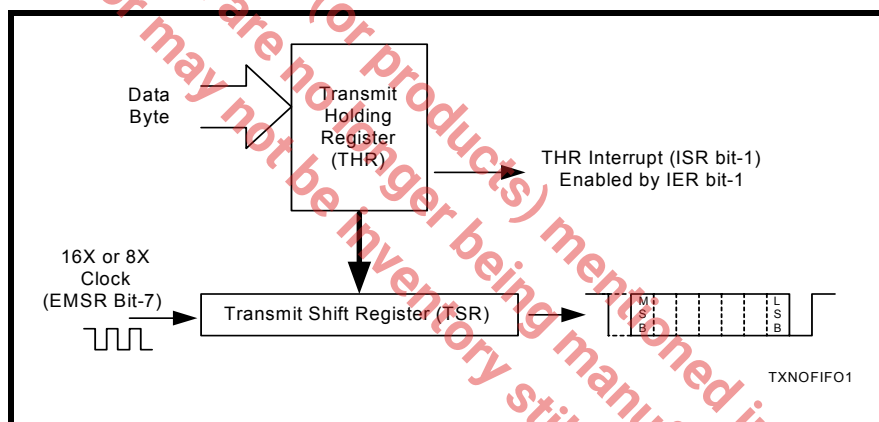 (or products) mentioned in
are no longer being manu
or may not be inventory sti
Data
Byte
Transmit
Holding
Register
(THR)
THR Interrupt (ISR bit-1)
Enabled by IER bit-1
16X or 8X
Clock
(EMSR Bit-7)
Transmit Shift Register (TSR)
M
S
B
L
S
B
TXNOFIFO1